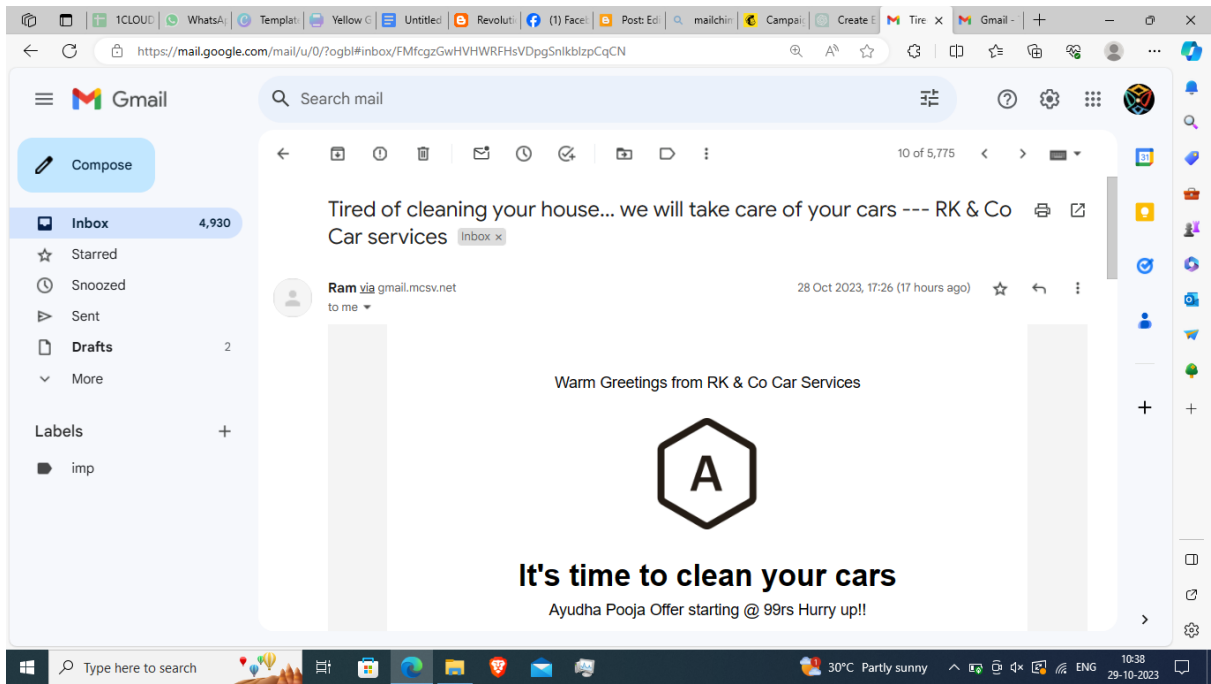 1CLOUD
WhatsA
Templat
Yellow G
Untitled
Revoluti
(1) Face
Post: Ed
mailchin
Campai
Create E
Tire
Gmail -
https://mail.google.com/mail/u/0/?ogbl#inbox/FMfcgzGwHVHWRFHsVDpgSnlkblzpCqCN
Gmail
Search mail
Compose
10 of 5,775
Inbox 4,930
Starred
Snoozed
Sent
Drafts 2
More
Labels
imp
Tired of cleaning your house... we will take care of your cars --- RK & Co
Car services Inbox ×
Ram via gmail.mcsv.net 28 Oct 2023, 17:26 (17 hours ago)
to me
Warm Greetings from RK & Co Car Services
A
It's time to clean your cars
Ayudha Pooja Offer starting @ 99rs Hurry up!!
31
Type here to search
30°C Partly sunny
ENG
10:38
29-10-2023